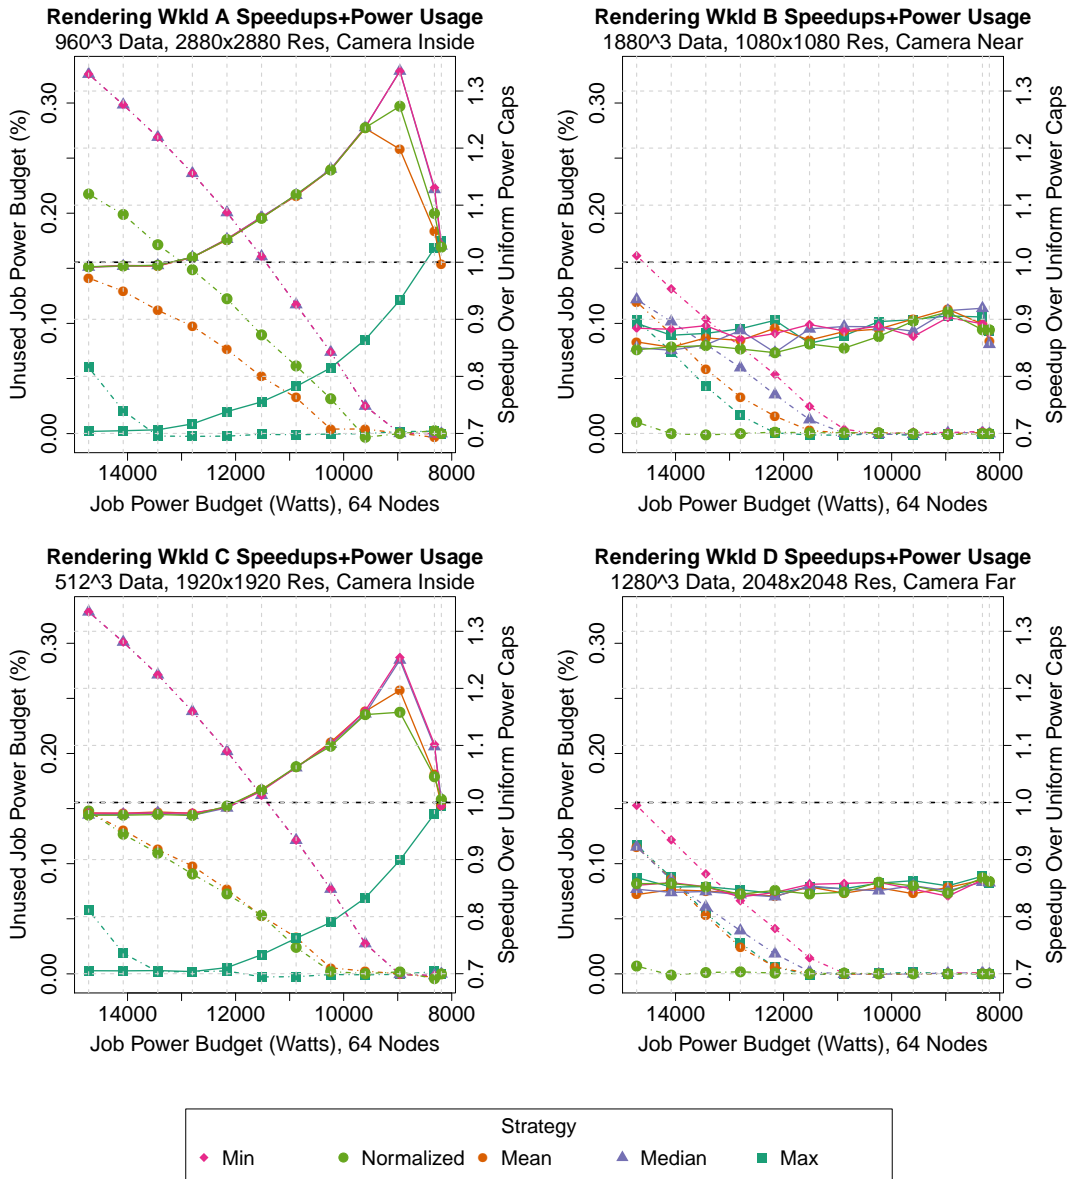 Rendering Wkld A Speedups+Power Usage
960^3 Data, 2880x2880 Res, Camera Inside
Unused Job Power Budget (%)
0.00 0.10 0.20 0.30
Speedup Over Uniform Power Caps
0.7 0.8 0.9 1.0 1.1 1.2 1.3
14000 12000 10000 8000
Job Power Budget (Watts), 64 Nodes
Rendering Wkld B Speedups+Power Usage
1880^3 Data, 1080x1080 Res, Camera Near
Unused Job Power Budget (%)
0.00 0.10 0.20 0.30
Speedup Over Uniform Power Caps
0.7 0.8 0.9 1.0 1.1 1.2 1.3
14000 12000 10000 8000
Job Power Budget (Watts), 64 Nodes
Rendering Wkld C Speedups+Power Usage
512^3 Data, 1920x1920 Res, Camera Inside
Unused Job Power Budget (%)
0.00 0.10 0.20 0.30
Speedup Over Uniform Power Caps
0.7 0.8 0.9 1.0 1.1 1.2 1.3
14000 12000 10000 8000
Job Power Budget (Watts), 64 Nodes
Rendering Wkld D Speedups+Power Usage
1280^3 Data, 2048x2048 Res, Camera Far
Unused Job Power Budget (%)
0.00 0.10 0.20 0.30
Speedup Over Uniform Power Caps
0.7 0.8 0.9 1.0 1.1 1.2 1.3
14000 12000 10000 8000
Job Power Budget (Watts), 64 Nodes
Strategy
Min Normalized Mean Median Max